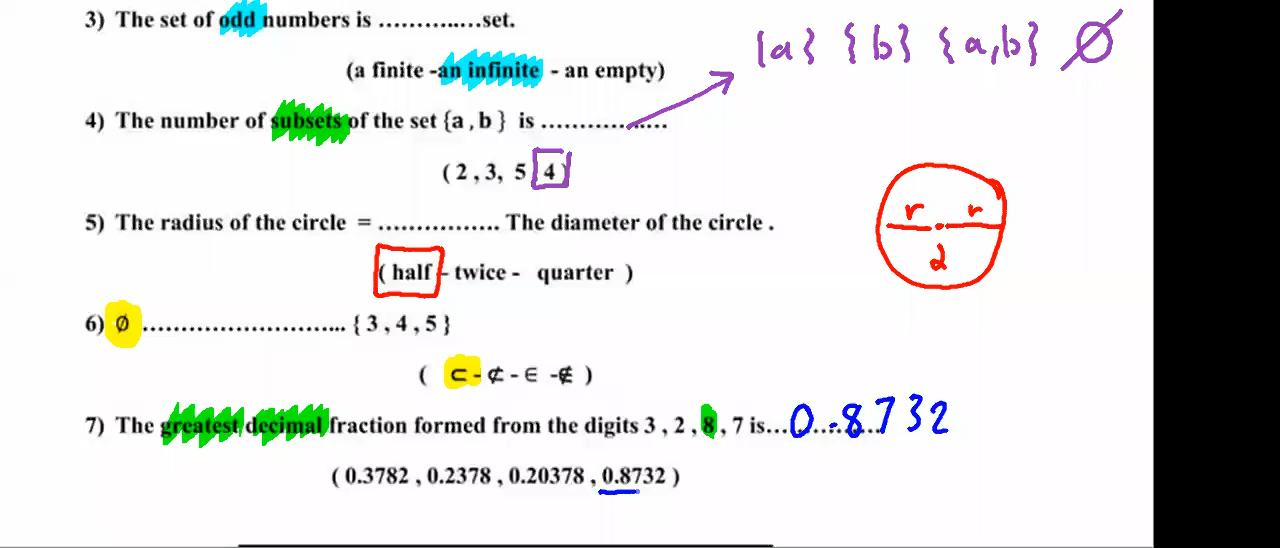 3) The set of odd numbers is ................set.
(a finite -an infinite - an empty)
{a} {b} {a,b} ∅
4) The number of subsets of the set {a , b } is ....................
( 2 , 3, 5 4)
5) The radius of the circle = ................ The diameter of the circle .
r r
2
( half - twice - quarter )
6) ∅ ............................. { 3 , 4 , 5 }
( ⊂ - ⊄ - ∈ -∉ )
7) The greatest decimal fraction formed from the digits 3 , 2 , 8 , 7 is... 0.8732
( 0.3782 , 0.2378 , 0.20378 , 0.8732 )